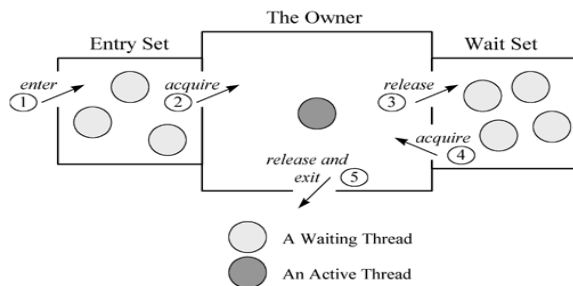 The Owner
Entry Set
Wait Set
enter
1
acquire
2
release
3
acquire
4
release and
exit
5
A Waiting Thread
An Active Thread